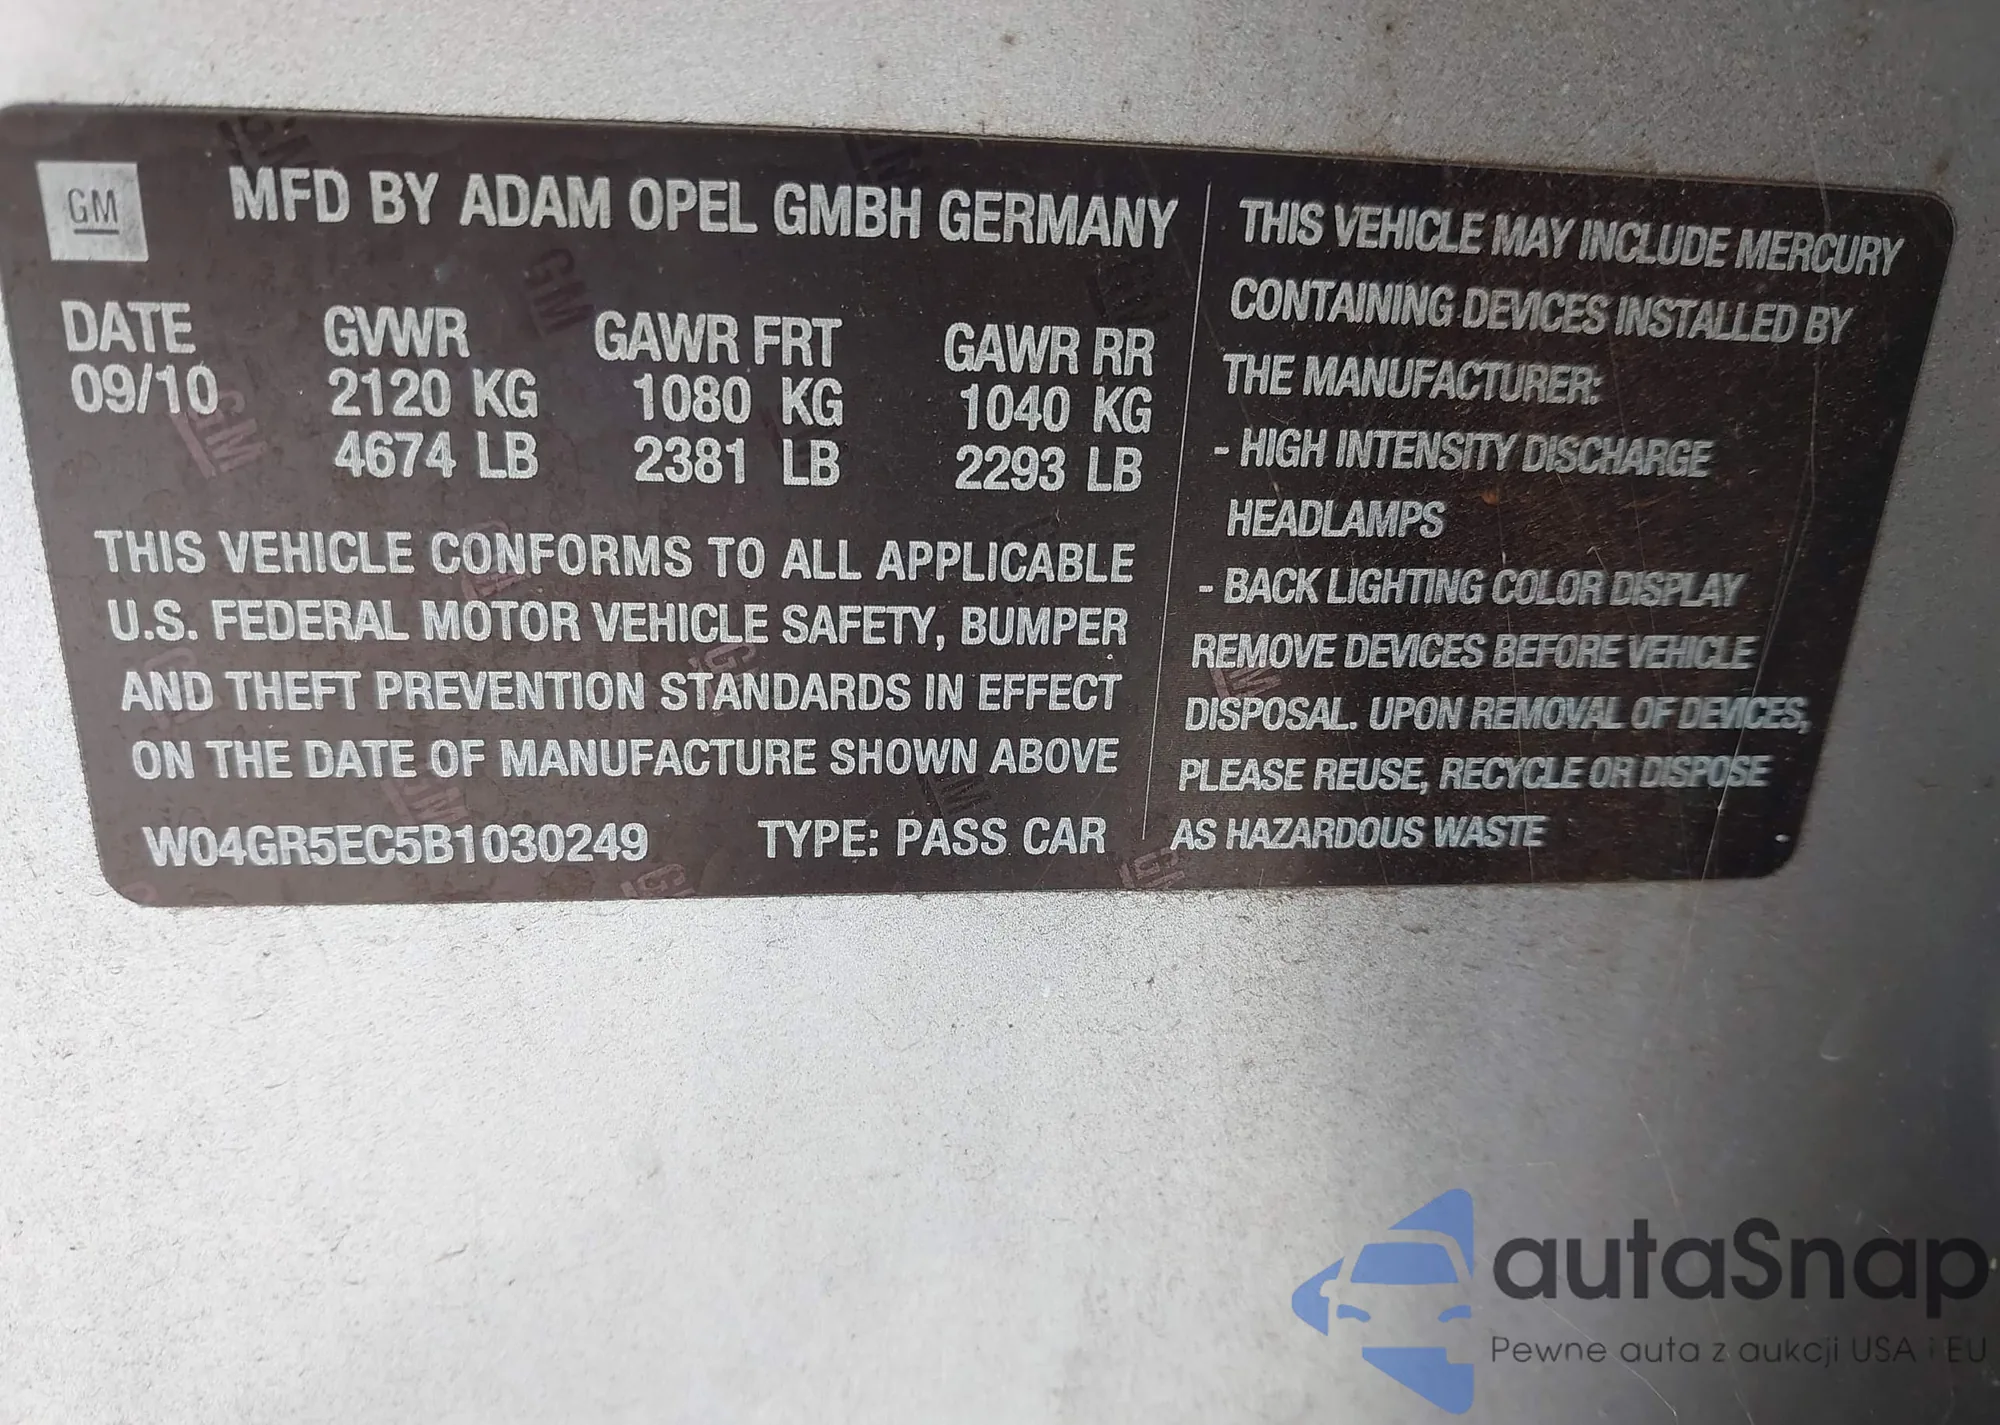 GM
MFD BY ADAM OPEL GMBH GERMANY
DATE GVWR GAWR FRT GAWR RR
09/10 2120 KG 1080 KG 1040 KG
4674 LB 2381 LB 2293 LB
THIS VEHICLE CONFORMS TO ALL APPLICABLE
U.S. FEDERAL MOTOR VEHICLE SAFETY, BUMPER
AND THEFT PREVENTION STANDARDS IN EFFECT
ON THE DATE OF MANUFACTURE SHOWN ABOVE
W04GR5EC5B1030249 TYPE: PASS CAR
THIS VEHICLE MAY INCLUDE MERCURY
CONTAINING DEVICES INSTALLED BY
THE MANUFACTURER:
- HIGH INTENSITY DISCHARGE
HEADLAMPS
- BACK LIGHTING COLOR DISPLAY
REMOVE DEVICES BEFORE VEHICLE
DISPOSAL. UPON REMOVAL OF DEVICES,
PLEASE REUSE, RECYCLE OR DISPOSE
AS HAZARDOUS WASTE
autaSnap
Pewne auta z aukcji USA i EU